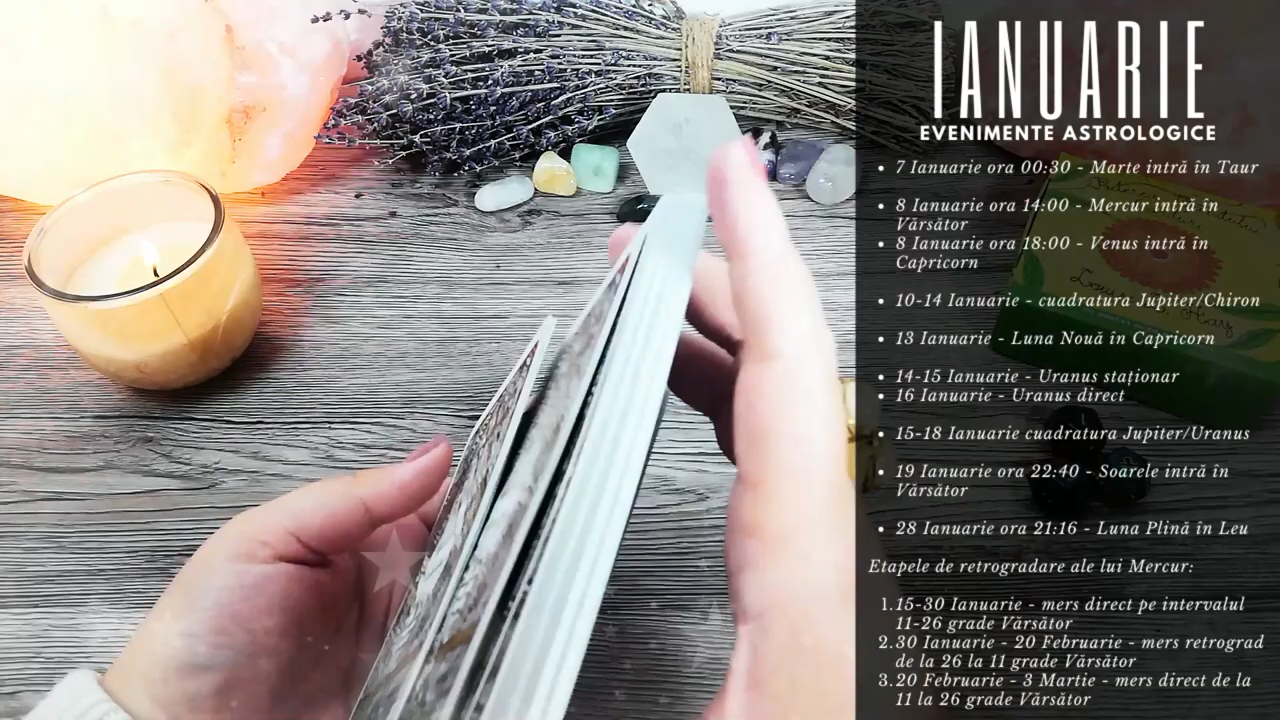 IANUARIE
EVENIMENTE ASTROLOGICE
• 7 Ianuarie ora 00:30 - Marte intră în Taur
• 8 Ianuarie ora 14:00 - Mercur intră în
Vărsător
• 8 Ianuarie ora 18:00 - Venus intră în
Capricorn
• 10-14 Ianuarie - cuadratura Jupiter/Chiron
• 13 Ianuarie - Luna Nouă în Capricorn
• 14-15 Ianuarie - Uranus staționar
• 16 Ianuarie - Uranus direct
• 15-18 Ianuarie cuadratura Jupiter/Uranus
• 19 Ianuarie ora 22:40 - Soarele intră în
Vărsător
• 28 Ianuarie ora 21:16 - Luna Plină în Leu
Etapele de retrogradare ale lui Mercur:
1. 15-30 Ianuarie - mers direct pe intervalul
11-26 grade Vărsător
2. 30 Ianuarie - 20 Februarie - mers retrograd
de la 26 la 11 grade Vărsător
3. 20 Februarie - 3 Martie - mers direct de la
11 la 26 grade Vărsător
Hay